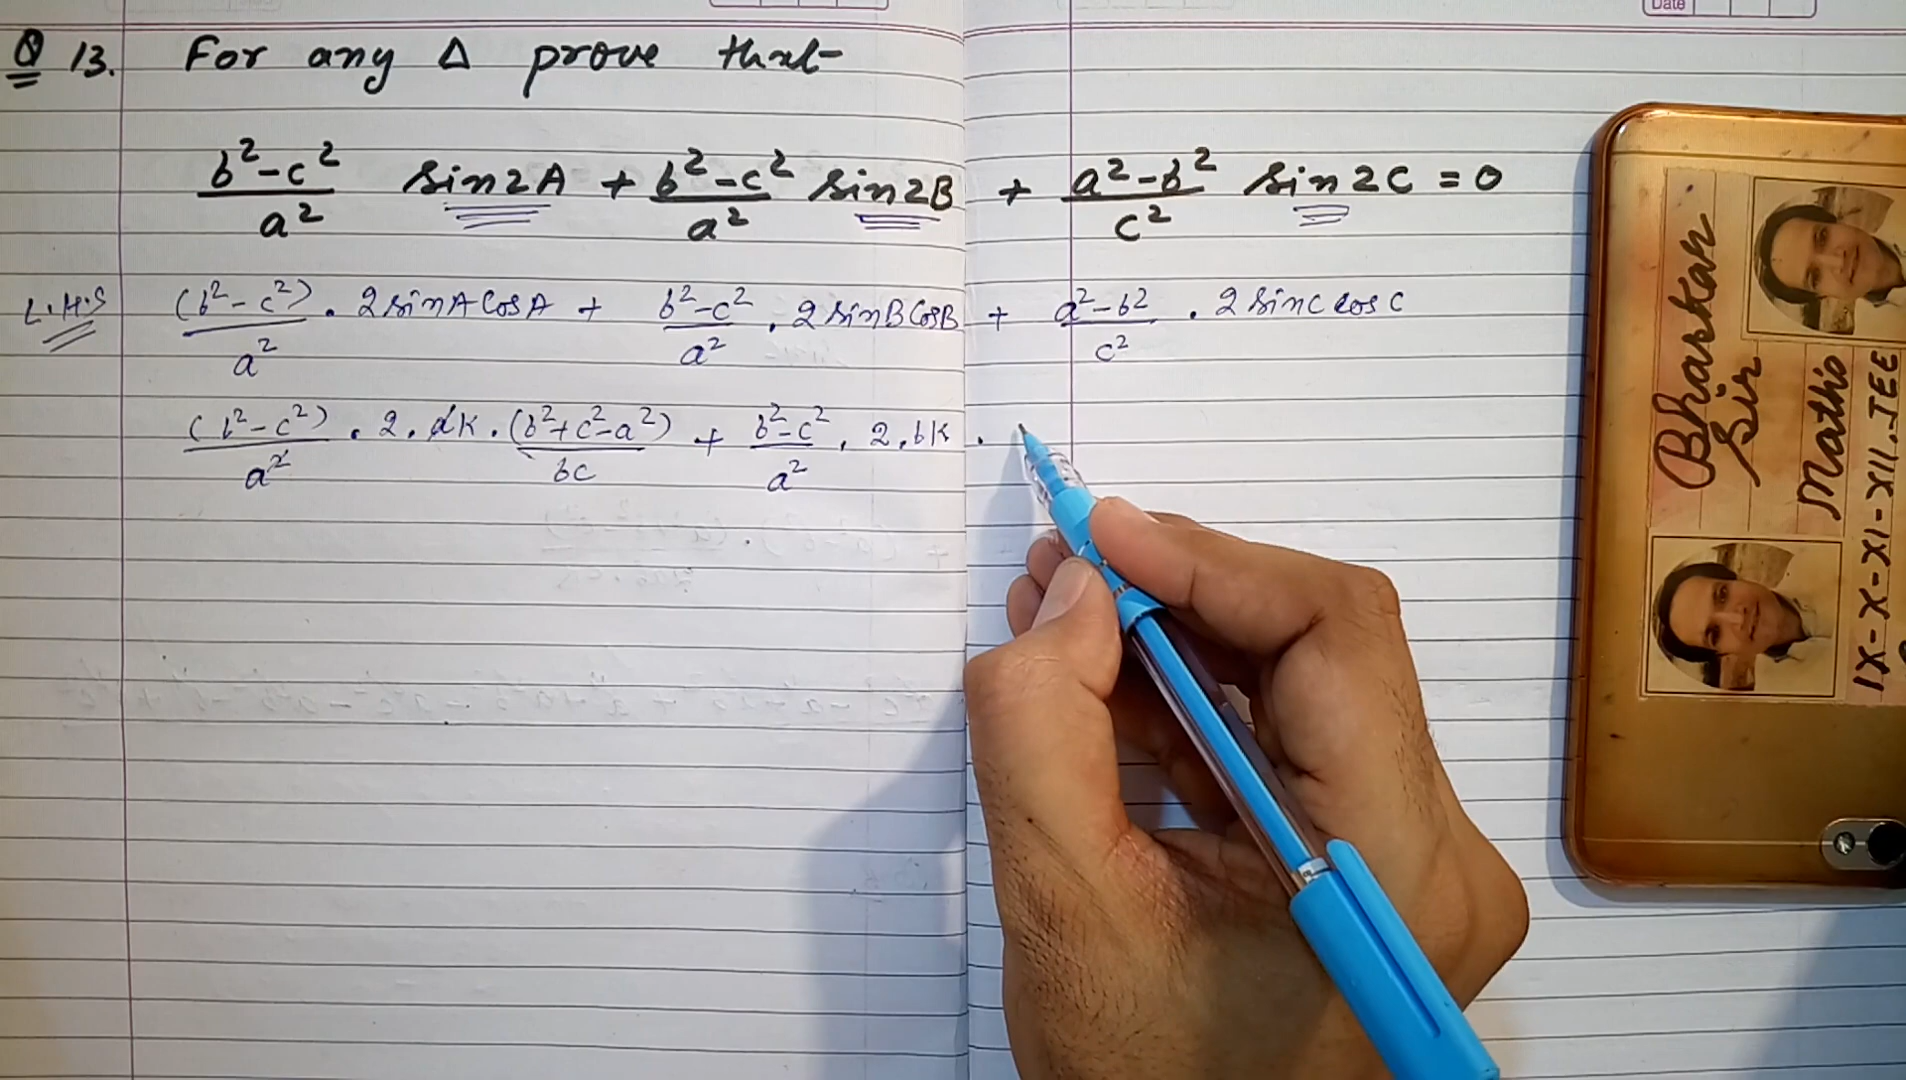 Date
Q 13. For any Δ prove that
b²-c²/a² sin2A + b²-c²/a² sin2B + a²-b²/c² sin2C = 0
L.H.S (b²-c²)/a² . 2sinA CosA + b²-c²/a² . 2sinB CosB + a²-b²/c² . 2sinc cos C
(b²-c²)/a² . 2. aK . (b²+c²-a²)/bc + b²-c²/a² . 2. bK .
Bhaskar
Sir
Maths
IX-X-XI-XII. JEE